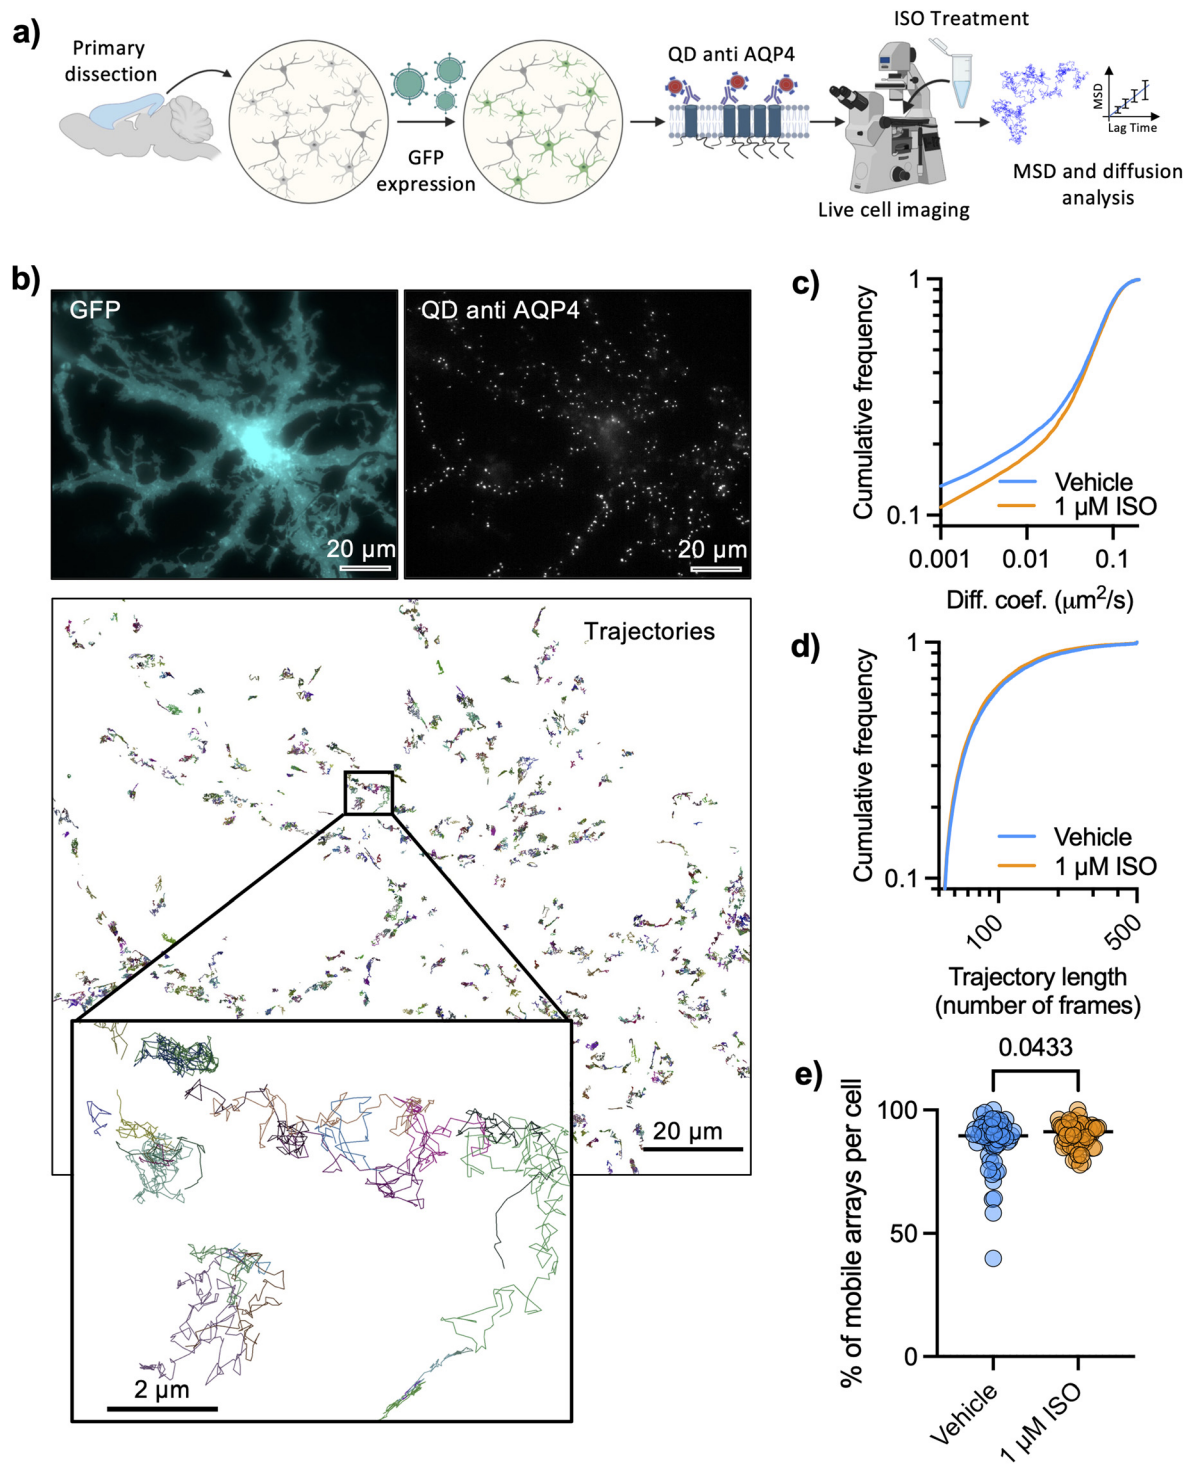 a)
Primary
dissection
GFP
expression
QD anti AQP4
ISO Treatment
Live cell imaging
MSD
Lag Time
MSD and diffusion
analysis
b)
GFP
20 µm
QD anti AQP4
20 µm
Trajectories
20 µm
2 µm
c)
Cumulative frequency
1
0.1
Vehicle
1 µM ISO
0.001 0.01 0.1
Diff. coef. (µm²/s)
d)
Cumulative frequency
1
0.1
Vehicle
1 µM ISO
100 500
Trajectory length
(number of frames)
e)
0.0433
% of mobile arrays per cell
100
50
0
Vehicle
1 µM ISO